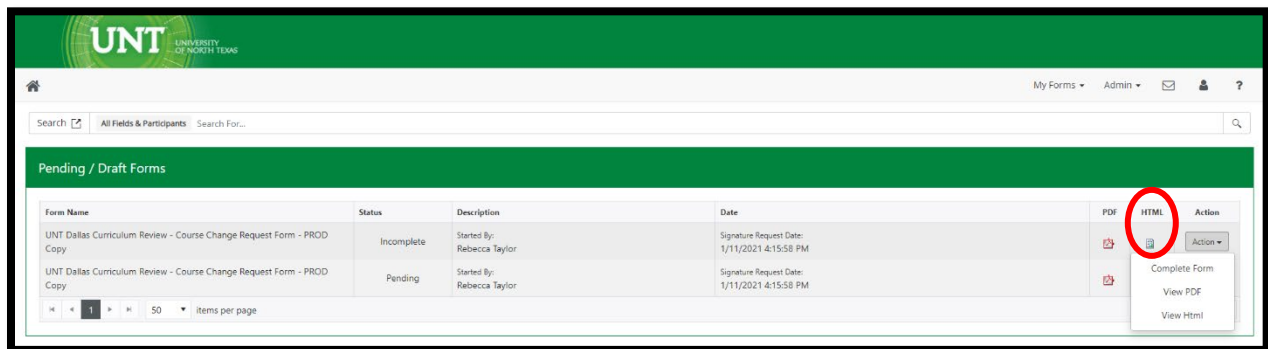 UNT UNIVERSITY
OF NORTH TEXAS
My Forms Admin ?
Search All Fields & Participants Search For...
Pending / Draft Forms
Form Name Status Description Date PDF HTML Action
UNT Dallas Curriculum Review - Course Change Request Form - PROD
Copy
Incomplete
Started By:
Rebecca Taylor
Signature Request Date:
1/11/2021 4:15:58 PM
Action
UNT Dallas Curriculum Review - Course Change Request Form - PROD
Copy
Pending
Started By:
Rebecca Taylor
Signature Request Date:
1/11/2021 4:15:58 PM
Complete Form
View PDF
View Html
1 50 items per page